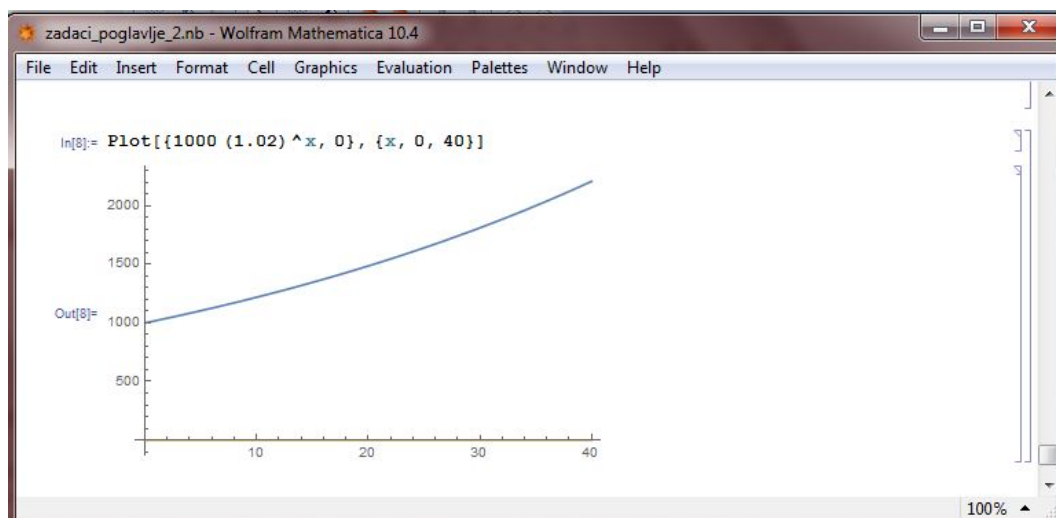 zadaci_poglavlje_2.nb - Wolfram Mathematica 10.4
File Edit Insert Format Cell Graphics Evaluation Palettes Window Help
In[8]:= Plot[{1000 (1.02)^x, 0}, {x, 0, 40}]
2000
1500
Out[8]= 1000
500
10 20 30 40
100%